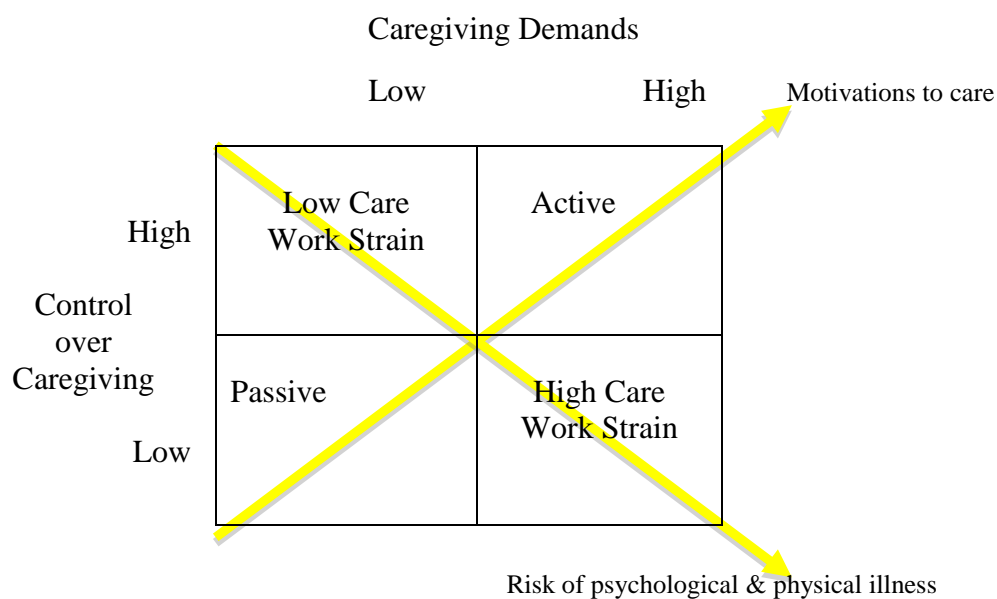 Caregiving Demands
Low High Motivations to care
Low Care
Work Strain
Active
High
Control
over
Caregiving
Passive
High Care
Work Strain
Low
Risk of psychological & physical illness